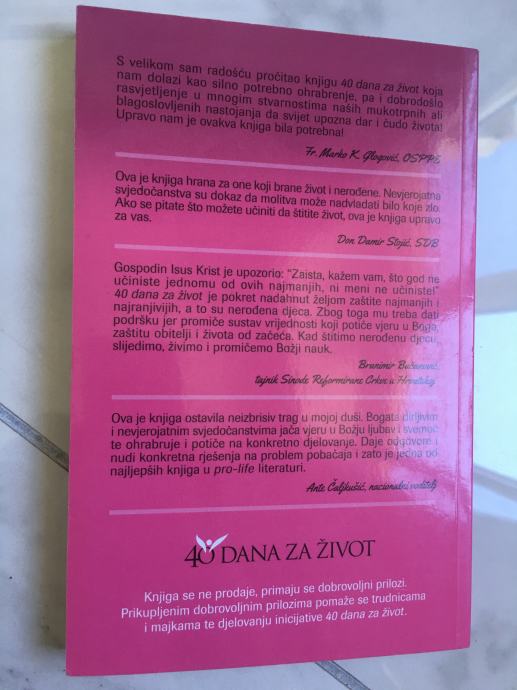 S velikom sam radošću pročitao knjigu 40 dana za život koja
nam dolazi kao silno potrebno ohrabrenje, pa i dobrodošlo
rasvjetljenje u mnogim stvarnostima naših mukotrpnih ali
blagoslovljenih nastojanja da svijet upozna dar i čudo života!
Upravo nam je ovakva knjiga bila potrebna!
Fr. Marko K. Glogović, OSPPE
Ova je knjiga hrana za one koji brane život i nerođene. Nevjerojatna
svjedočanstva su dokaz da molitva može nadvladati bilo koje zlo.
Ako se pitate što možete učiniti da štitite život, ova je knjiga upravo
za vas.
Don Damir Stojić, SDB
Gospodin Isus Krist je upozorio: "Zaista, kažem vam, što god ne
učiniste jednomu od ovih najmanjih, ni meni ne učiniste!"
40 dana za život je pokret nadahnut željom zaštite najmanjih i
najranjivijih, a to su nerođena djeca. Zbog toga mu treba dati
podršku jer promiče sustav vrijednosti koji potiče vjeru u Boga,
zaštitu obitelji i života od začeća. Kad štitimo nerođenu djecu,
slijedimo, živimo i promičemo Božji nauk.
Branimir Bučanović,
tajnik Sinode Reformirane Crkve u Hrvatskoj
Ova je knjiga ostavila neizbrisiv trag u mojoj duši. Bogata dirljivim
i nevjerojatnim svjedočanstvima jača vjeru u Božju ljubav i svemoć
te ohrabruje i potiče na konkretno djelovanje. Daje odgovore i
nudi konkretna rješenja na problem pobačaja i zato je jedna od
najljepših knjiga u pro-life literaturi.
Ante Čaljkušić, nacionalni voditelj
40 DANA ZA ŽIVOT
Knjiga se ne prodaje, primaju se dobrovoljni prilozi.
Prikupljenim dobrovoljnim prilozima pomaže se trudnicama
i majkama te djelovanju inicijative 40 dana za život.